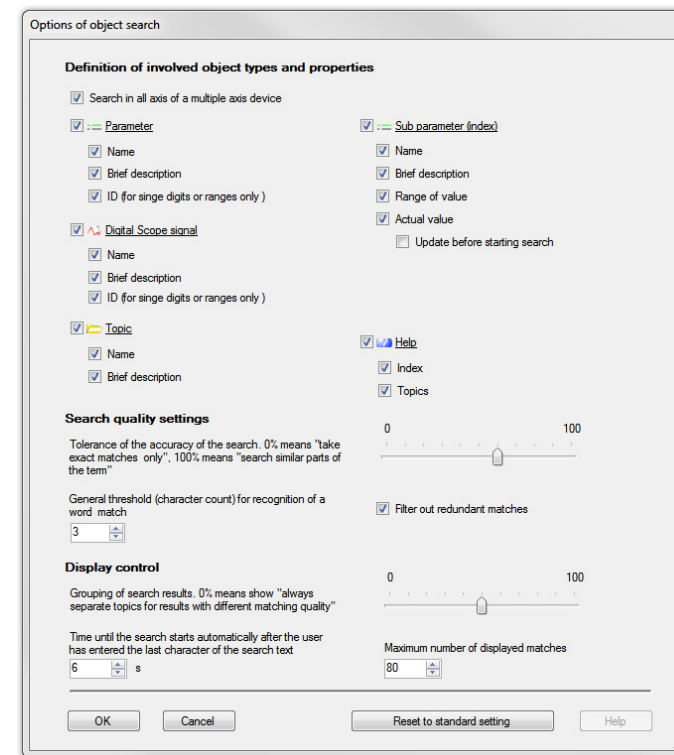 Options of object search
Definition of involved object types and properties
Search in all axis of a multiple axis device
Parameter
Name
Brief description
ID (for singe digits or ranges only )
Digital Scope signal
Name
Brief description
ID (for singe digits or ranges only )
Topic
Name
Brief description
Sub parameter (index)
Name
Brief description
Range of value
Actual value
Update before starting search
Help
Index
Topics
Search quality settings
Tolerance of the accuracy of the search. 0% means "take
exact matches only", 100% means "search similar parts of
the term"
0 100
General threshold (character count) for recognition of a
word match
3
Filter out redundant matches
Display control
Grouping of search results. 0% means show "always
separate topics for results with different matching quality"
0 100
Time until the search starts automatically after the user
has entered the last character of the search text
6 s
Maximum number of displayed matches
80
OK Cancel Reset to standard setting Help